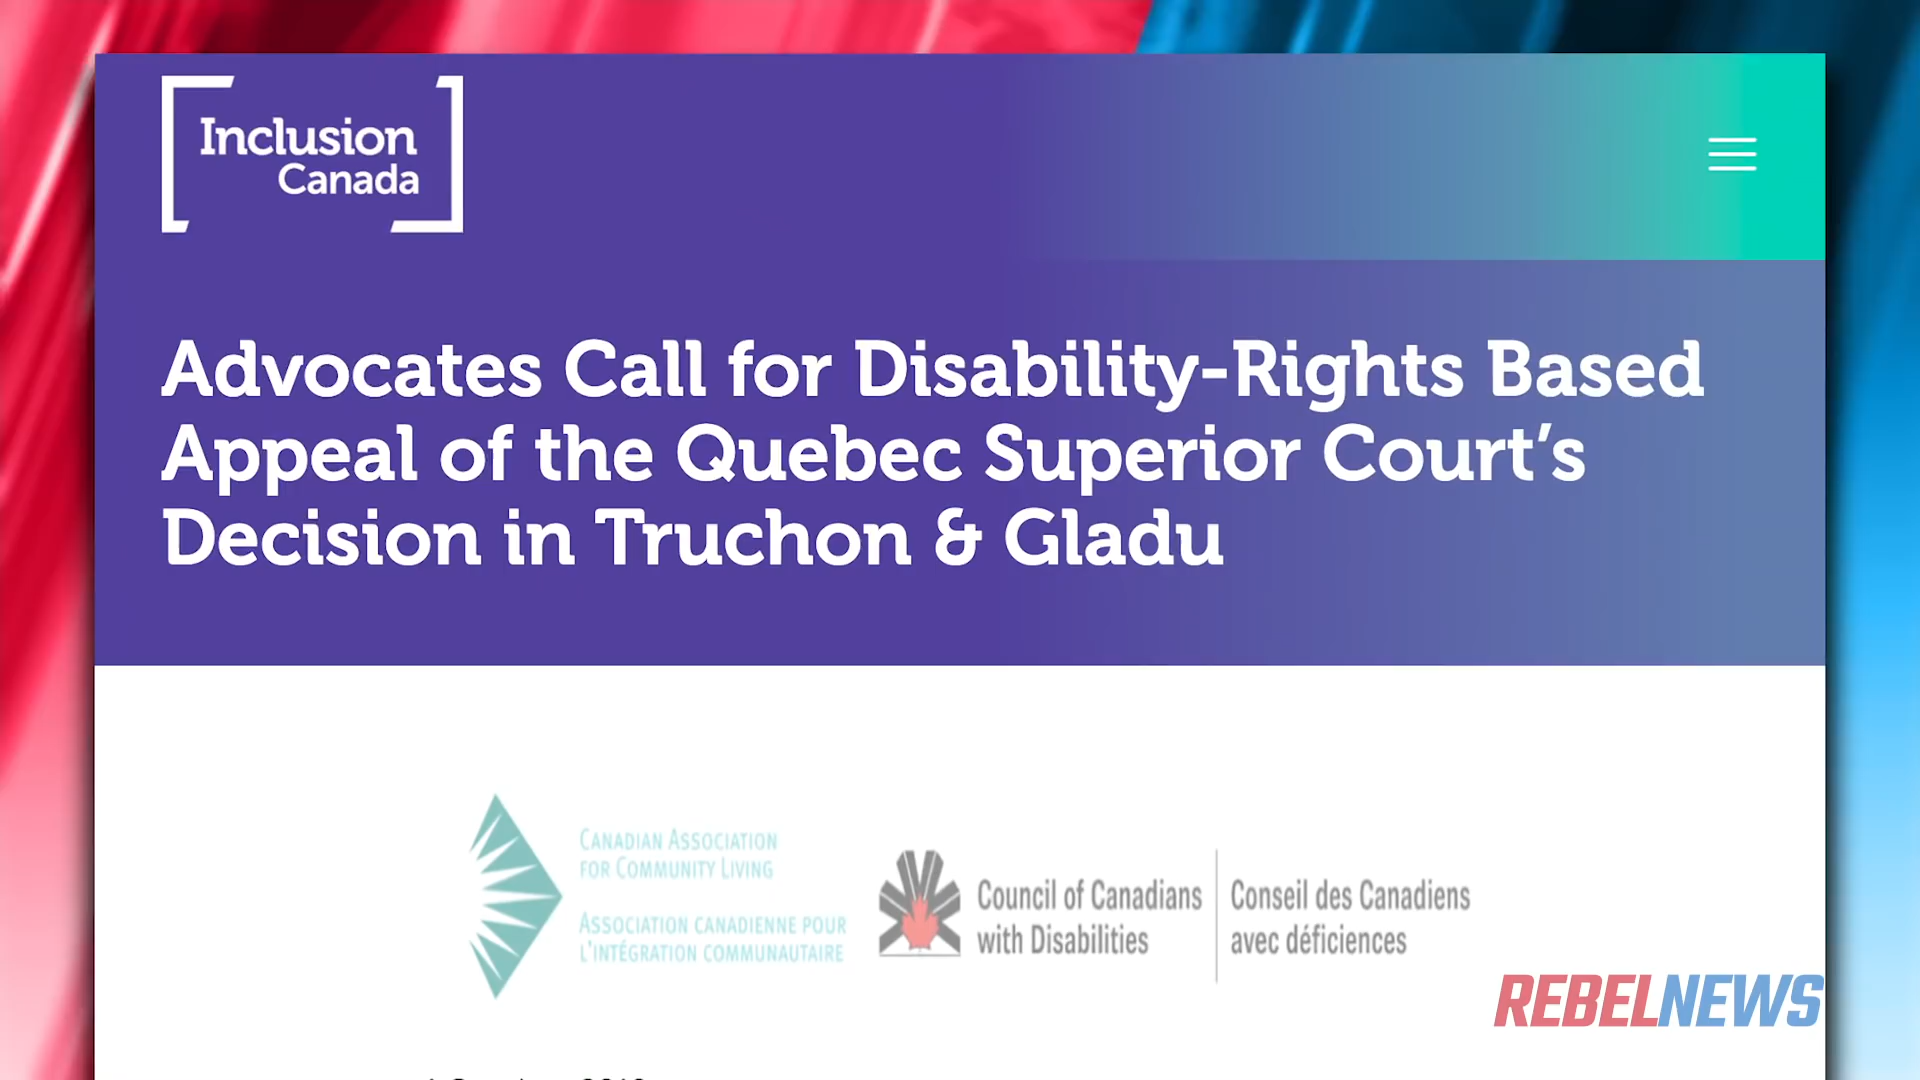 Inclusion
Canada
Advocates Call for Disability-Rights Based
Appeal of the Quebec Superior Court’s
Decision in Truchon & Gladu
CANADIAN ASSOCIATION
FOR COMMUNITY LIVING
ASSOCIATION CANADIENNE POUR
L'INTÉGRATION COMMUNAUTAIRE
Council of Canadians
with Disabilities
Conseil des Canadiens
avec déficiences
REBELNEWS